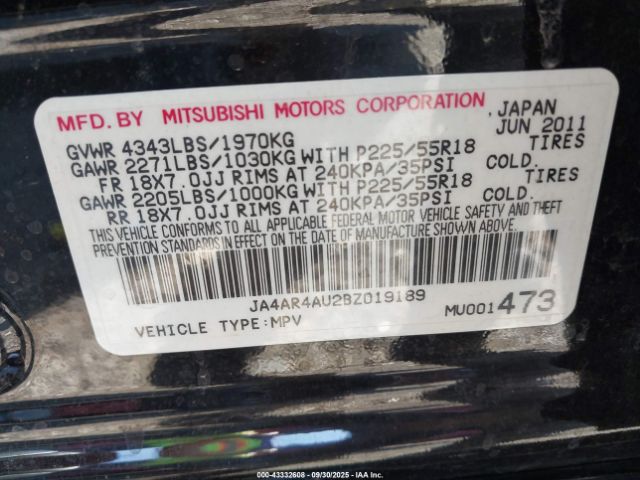 MFD. BY MITSUBISHI MOTORS CORPORATION, JAPAN
GVWR 4343LBS/1970KG JUN 2011
GAWR 2271LBS/1030KG WITH P225/55R18 TIRES
FR 18X7.0JJ RIMS AT 240KPA/35PSI COLD.
GAWR 2205LBS/1000KG WITH P225/55R18 TIRES
RR 18X7.0JJ RIMS AT 240KPA/35PSI COLD.
THIS VEHICLE CONFORMS TO ALL APPLICABLE FEDERAL MOTOR VEHICLE SAFETY AND THEFT
PREVENTION STANDARDS IN EFFECT ON THE DATE OF MANUFACTURE SHOWN ABOVE.
JA4AR4AU2BZ019189
VEHICLE TYPE:MPV MU001473
000-43332608 - 09/30/2025 - IAA, Inc.